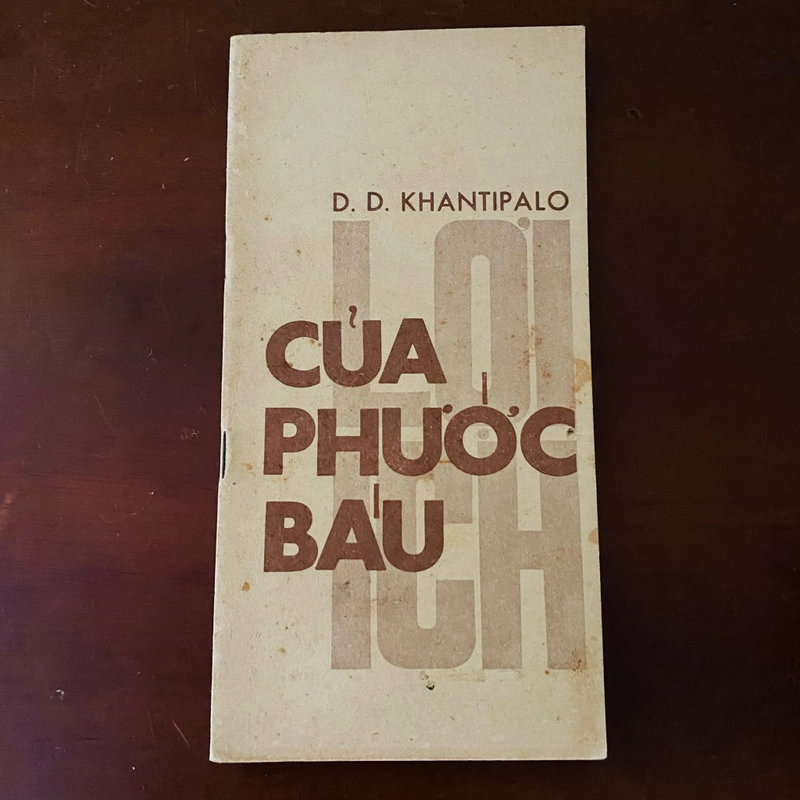 D. D. KHANTIPALO
LỢI
ÍCH
CỦA
PHƯỚC
BÁU